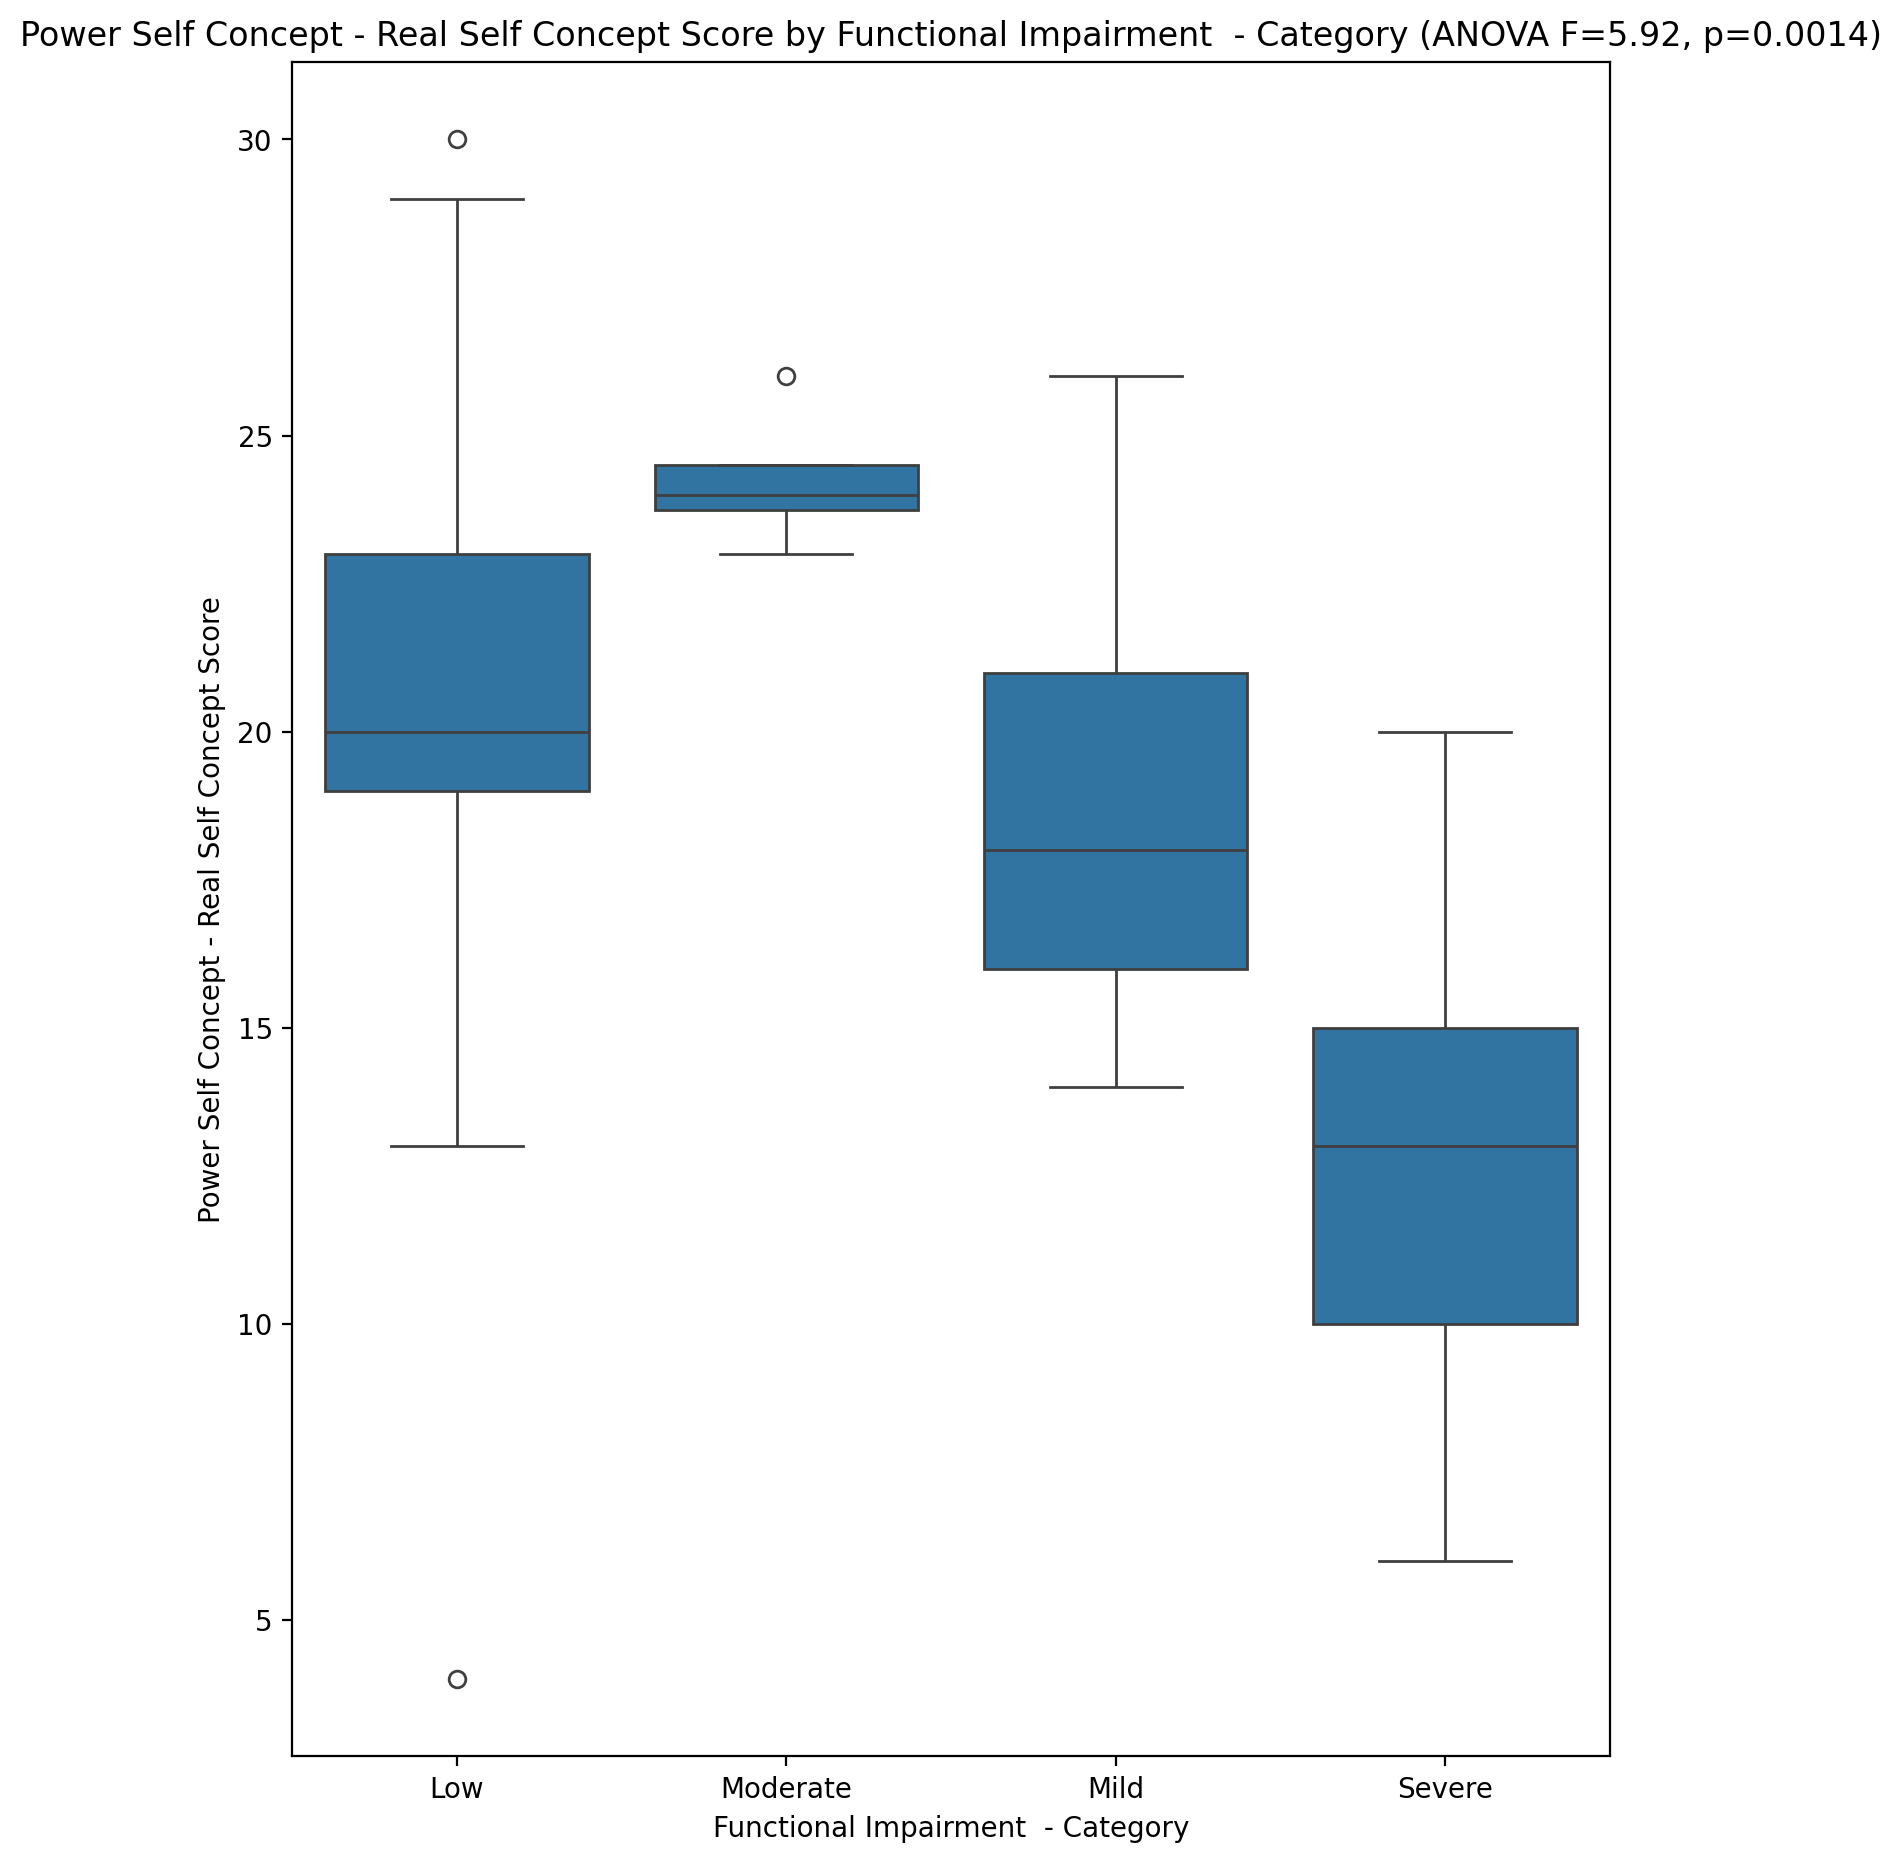 Power Self Concept - Real Self Concept Score by Functional Impairment  - Category (ANOVA F=5.92, p=0.0014)
Power Self Concept - Real Self Concept Score
30
25
20
15
10
5
Low Moderate Mild Severe
Functional Impairment  - Category